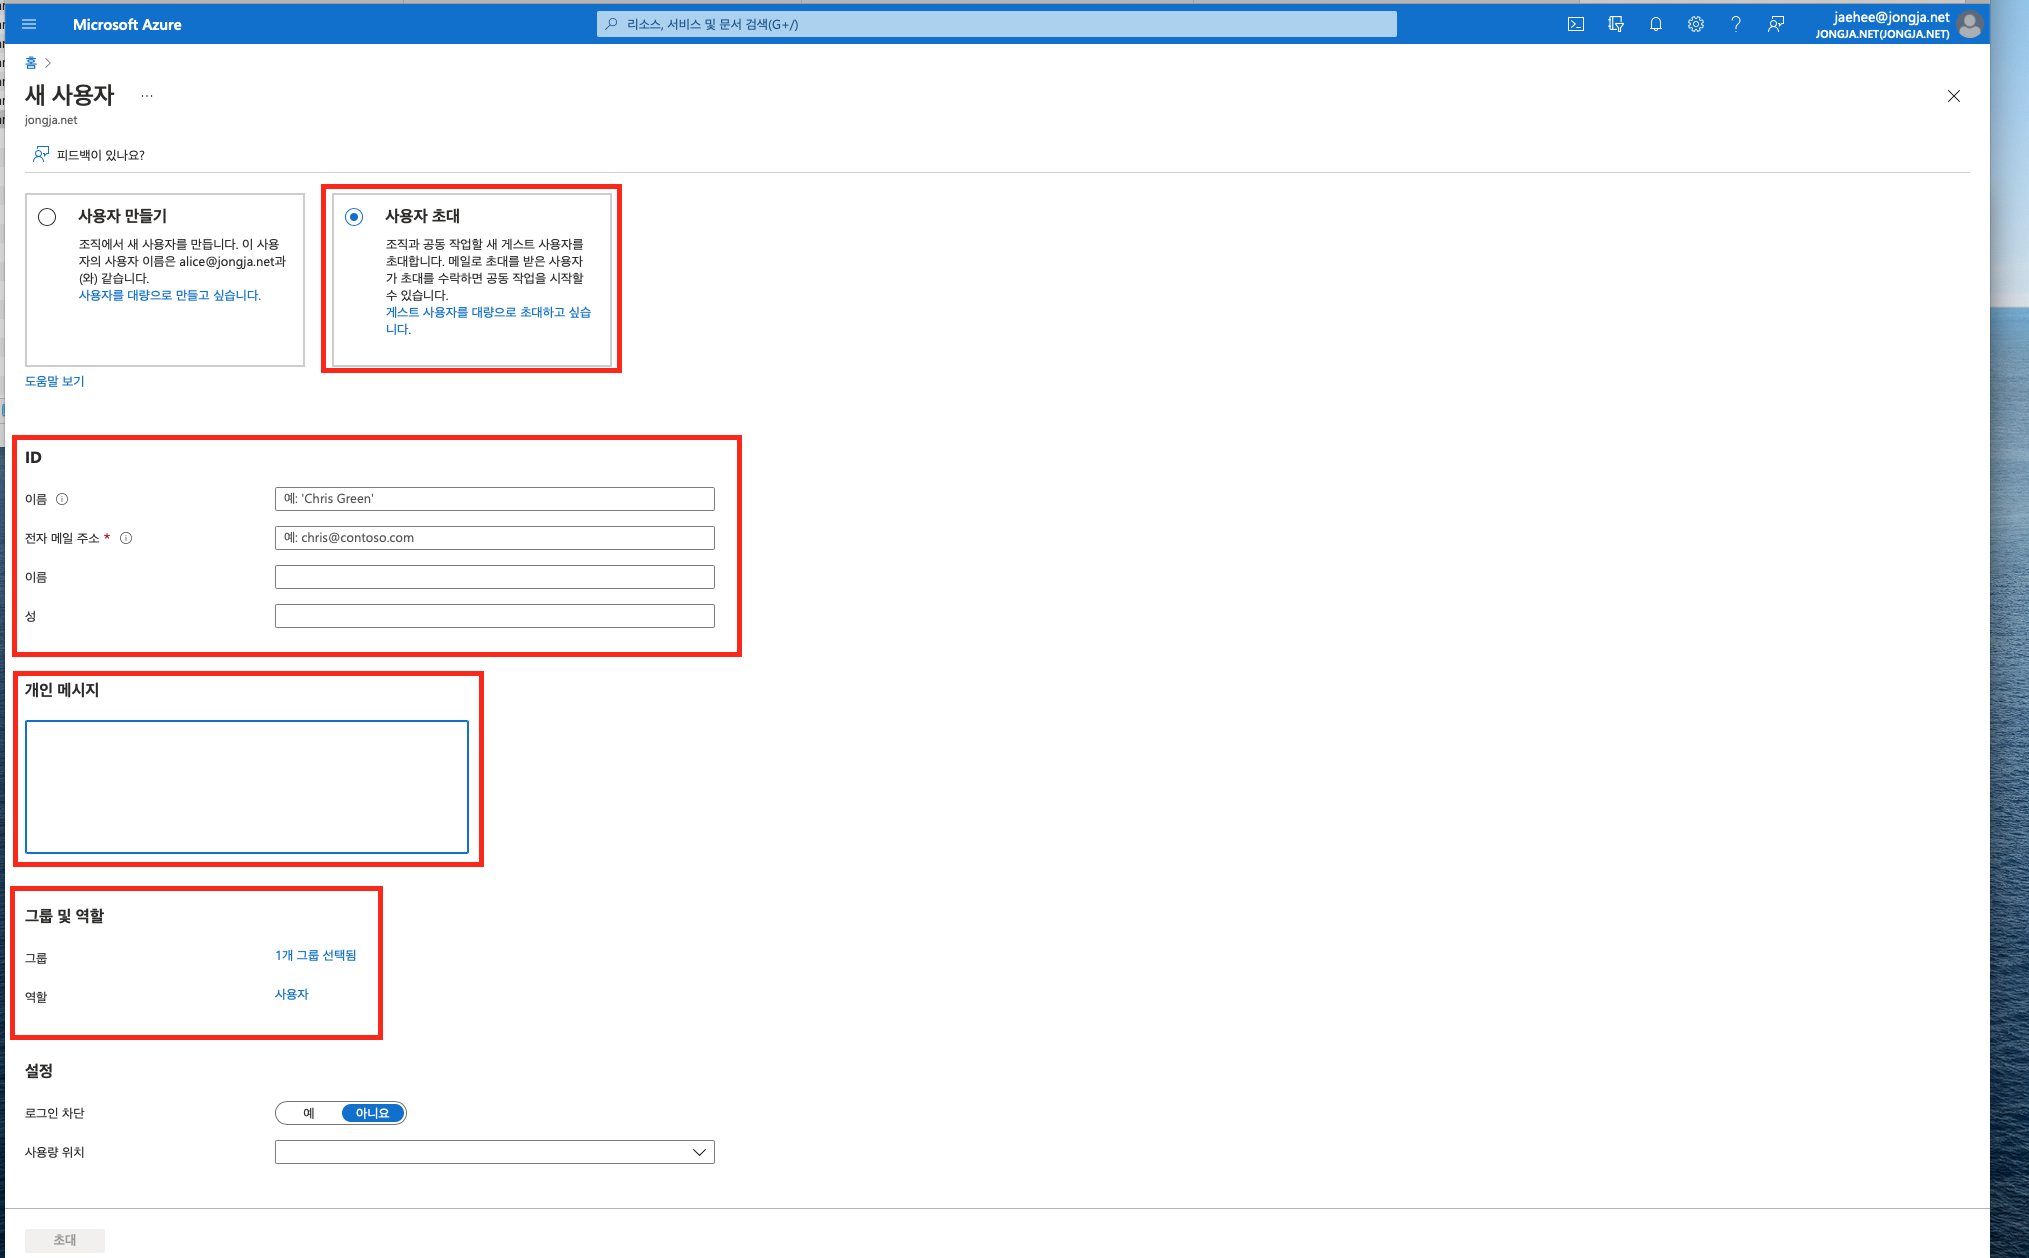 Microsoft Azure
리소스, 서비스 및 문서 검색(G+/)
jaehee@jongja.net
JONGJA.NET(JONGJA.NET)
홈 >
새 사용자 ...
jongja.net
피드백이 있나요?
사용자 만들기
조직에서 새 사용자를 만듭니다. 이 사용
자의 사용자 이름은 alice@jongja.net과
(와) 같습니다.
사용자를 대량으로 만들고 싶습니다.
사용자 초대
조직과 공동 작업할 새 게스트 사용자를
초대합니다. 메일로 초대를 받은 사용자
가 초대를 수락하면 공동 작업을 시작할
수 있습니다.
게스트 사용자를 대량으로 초대하고 싶습
니다.
도움말 보기
ID
이름
예: 'Chris Green'
전자 메일 주소 *
예: chris@contoso.com
이름
성
개인 메시지
그룹 및 역할
그룹
1개 그룹 선택됨
역할
사용자
설정
로그인 차단
예 아니요
사용량 위치
초대